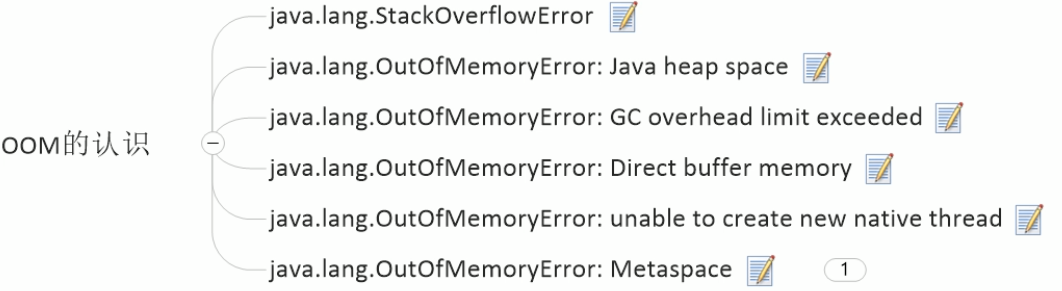 java.lang.StackOverflowError
java.lang.OutOfMemoryError: Java heap space
java.lang.OutOfMemoryError: GC overhead limit exceeded
OOM的认识
java.lang.OutOfMemoryError: Direct buffer memory
java.lang.OutOfMemoryError: unable to create new native thread
java.lang.OutOfMemoryError: Metaspace
1